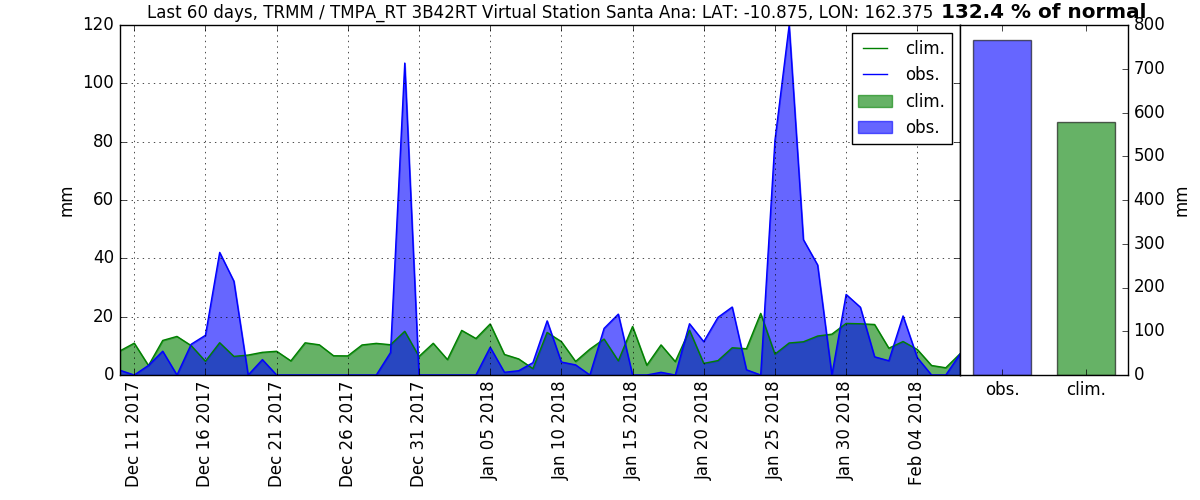 Last 60 days, TRMM / TMPA_RT 3B42RT Virtual Station Santa Ana: LAT: -10.875, LON: 162.375 132.4 % of normal
120
100
80
60
40
20
0
mm
clim.
obs.
clim.
obs.
800
700
600
500
400
300
200
100
0
mm
Dec 11 2017
Dec 16 2017
Dec 21 2017
Dec 26 2017
Dec 31 2017
Jan 05 2018
Jan 10 2018
Jan 15 2018
Jan 20 2018
Jan 25 2018
Jan 30 2018
Feb 04 2018
obs.
clim.